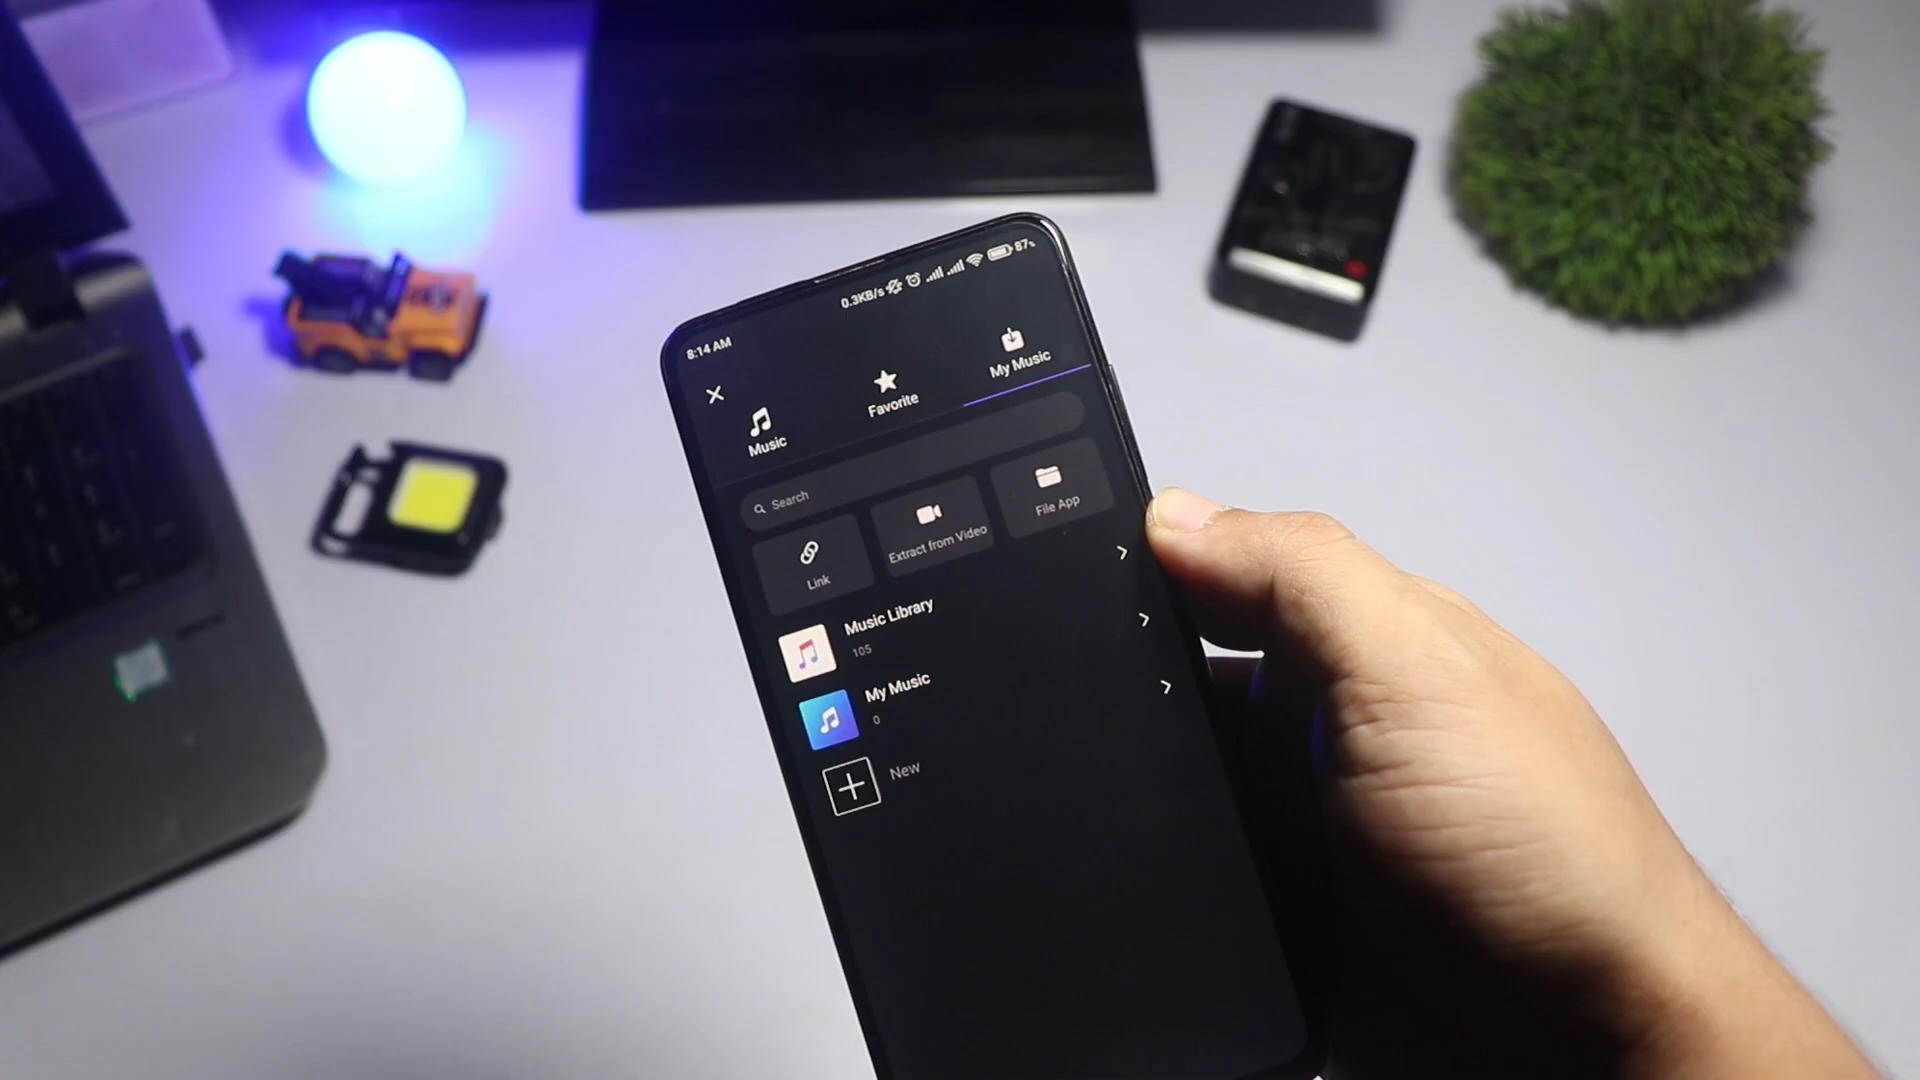 8:14 AM
0.3KB/s
87%
Music
Favorite
My Music
Search
Link
Extract from Video
File App
Music Library
105
My Music
0
New